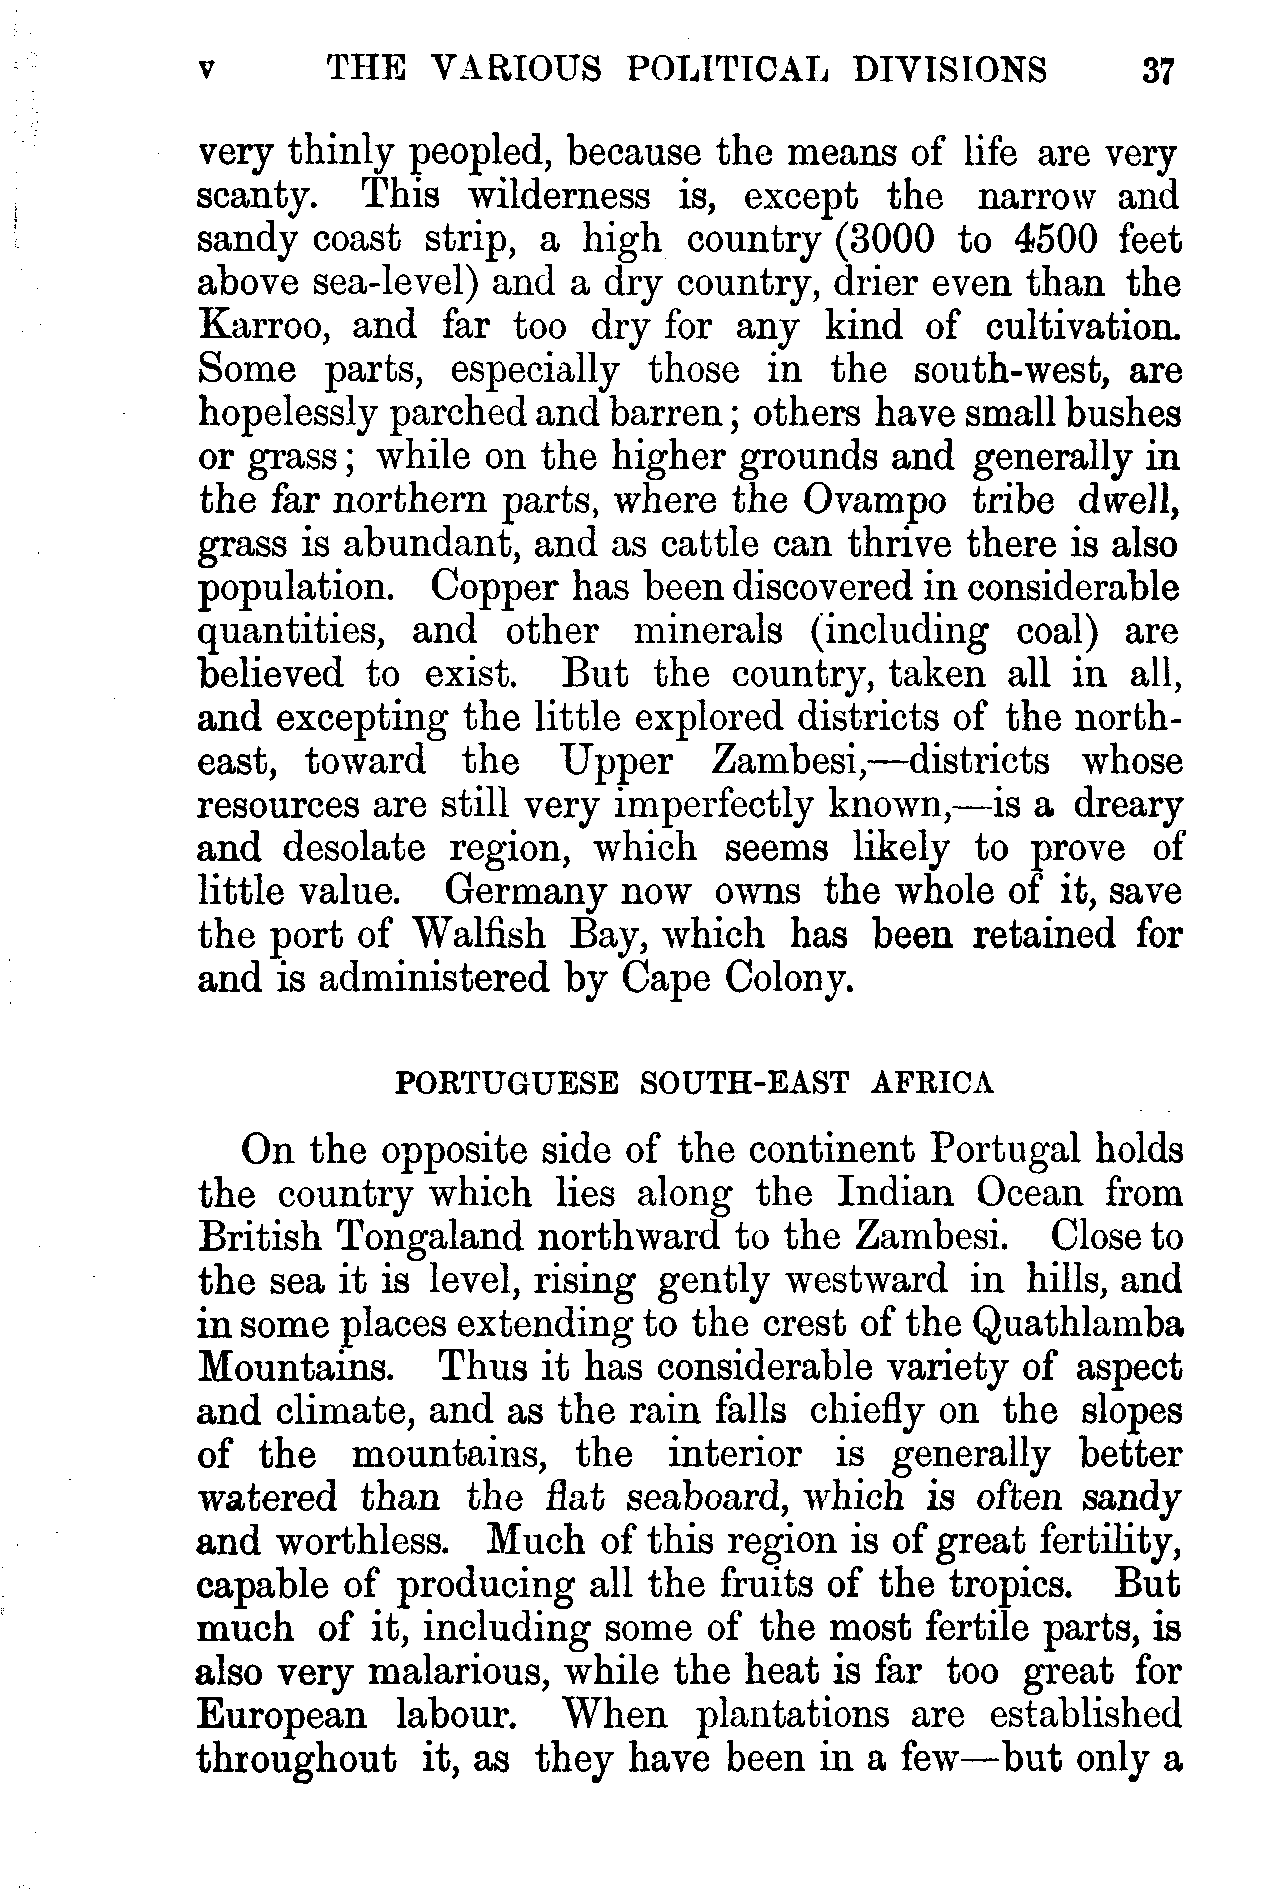 v THE VARIOUS POLITICAL DIVISIONS 37
very thinly peopled, because the means of life are very
scanty. This wilderness is, except the narrow and
sandy coast strip, a high country (3000 to 4500 feet
above sea-level) and a dry country, drier even than the
Karroo, and far too dry for any kind of cultivation.
Some parts, especially those in the south-west, are
hopelessly parched and barren; others have small bushes
or grass; while on the higher grounds and generally in
the far northern parts, where the Ovampo tribe dwell,
grass is abundant, and as cattle can thrive there is also
population. Copper has been discovered in considerable
quantities, and other minerals (including coal) are
believed to exist. But the country, taken all in all,
and excepting the little explored districts of the north-
east, toward the Upper Zambesi,—districts whose
resources are still very imperfectly known,—is a dreary
and desolate region, which seems likely to prove of
little value. Germany now owns the whole of it, save
the port of Walfish Bay, which has been retained for
and is administered by Cape Colony.
PORTUGUESE SOUTH-EAST AFRICA
On the opposite side of the continent Portugal holds
the country which lies along the Indian Ocean from
British Tongaland northward to the Zambesi. Close to
the sea it is level, rising gently westward in hills, and
in some places extending to the crest of the Quathlamba
Mountains. Thus it has considerable variety of aspect
and climate, and as the rain falls chiefly on the slopes
of the mountains, the interior is generally better
watered than the flat seaboard, which is often sandy
and worthless. Much of this region is of great fertility,
capable of producing all the fruits of the tropics. But
much of it, including some of the most fertile parts, is
also very malarious, while the heat is far too great for
European labour. When plantations are established
throughout it, as they have been in a few—but only a